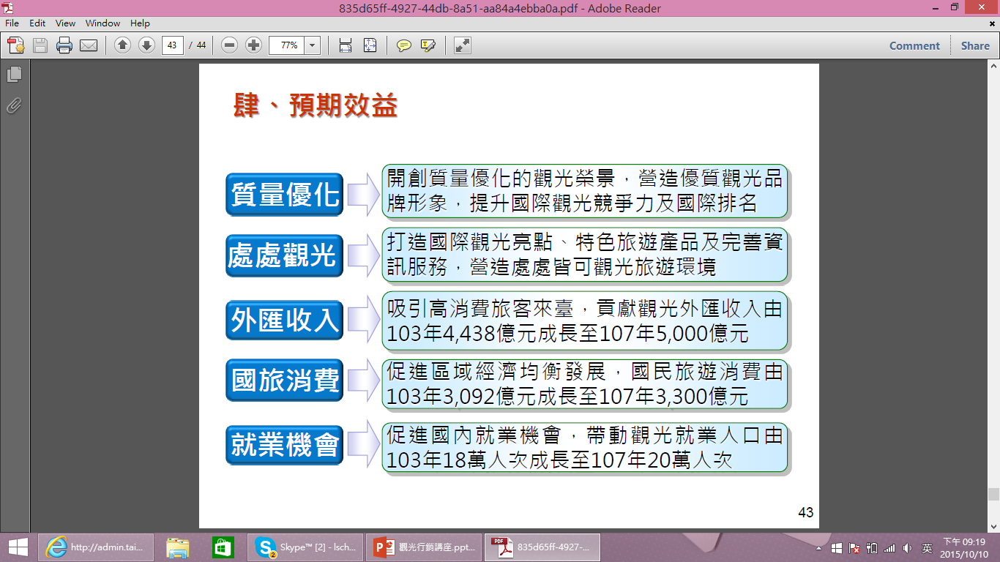 835d65ff-4927-44db-8a51-aa84a4ebba0a.pdf - Adobe Reader
File Edit View Window Help
43 / 44 77% Comment Share
肆、預期效益
質量優化
開創質量優化的觀光榮景，營造優質觀光品
牌形象，提升國際觀光競爭力及國際排名
處處觀光
打造國際觀光亮點、特色旅遊產品及完善資
訊服務，營造處處皆可觀光旅遊環境
外匯收入
吸引高消費旅客來臺，貢獻觀光外匯收入由
103年4,438億元成長至107年5,000億元
國旅消費
促進區域經濟均衡發展，國民旅遊消費由
103年3,092億元成長至107年3,300億元
就業機會
促進國內就業機會，帶動觀光就業人口由
103年18萬人次成長至107年20萬人次
43
http://admin.tai... Skype™ [2] - lsch... 觀光行銷講座.ppt... 835d65ff-4927-... 英 下午 09:19
2015/10/10